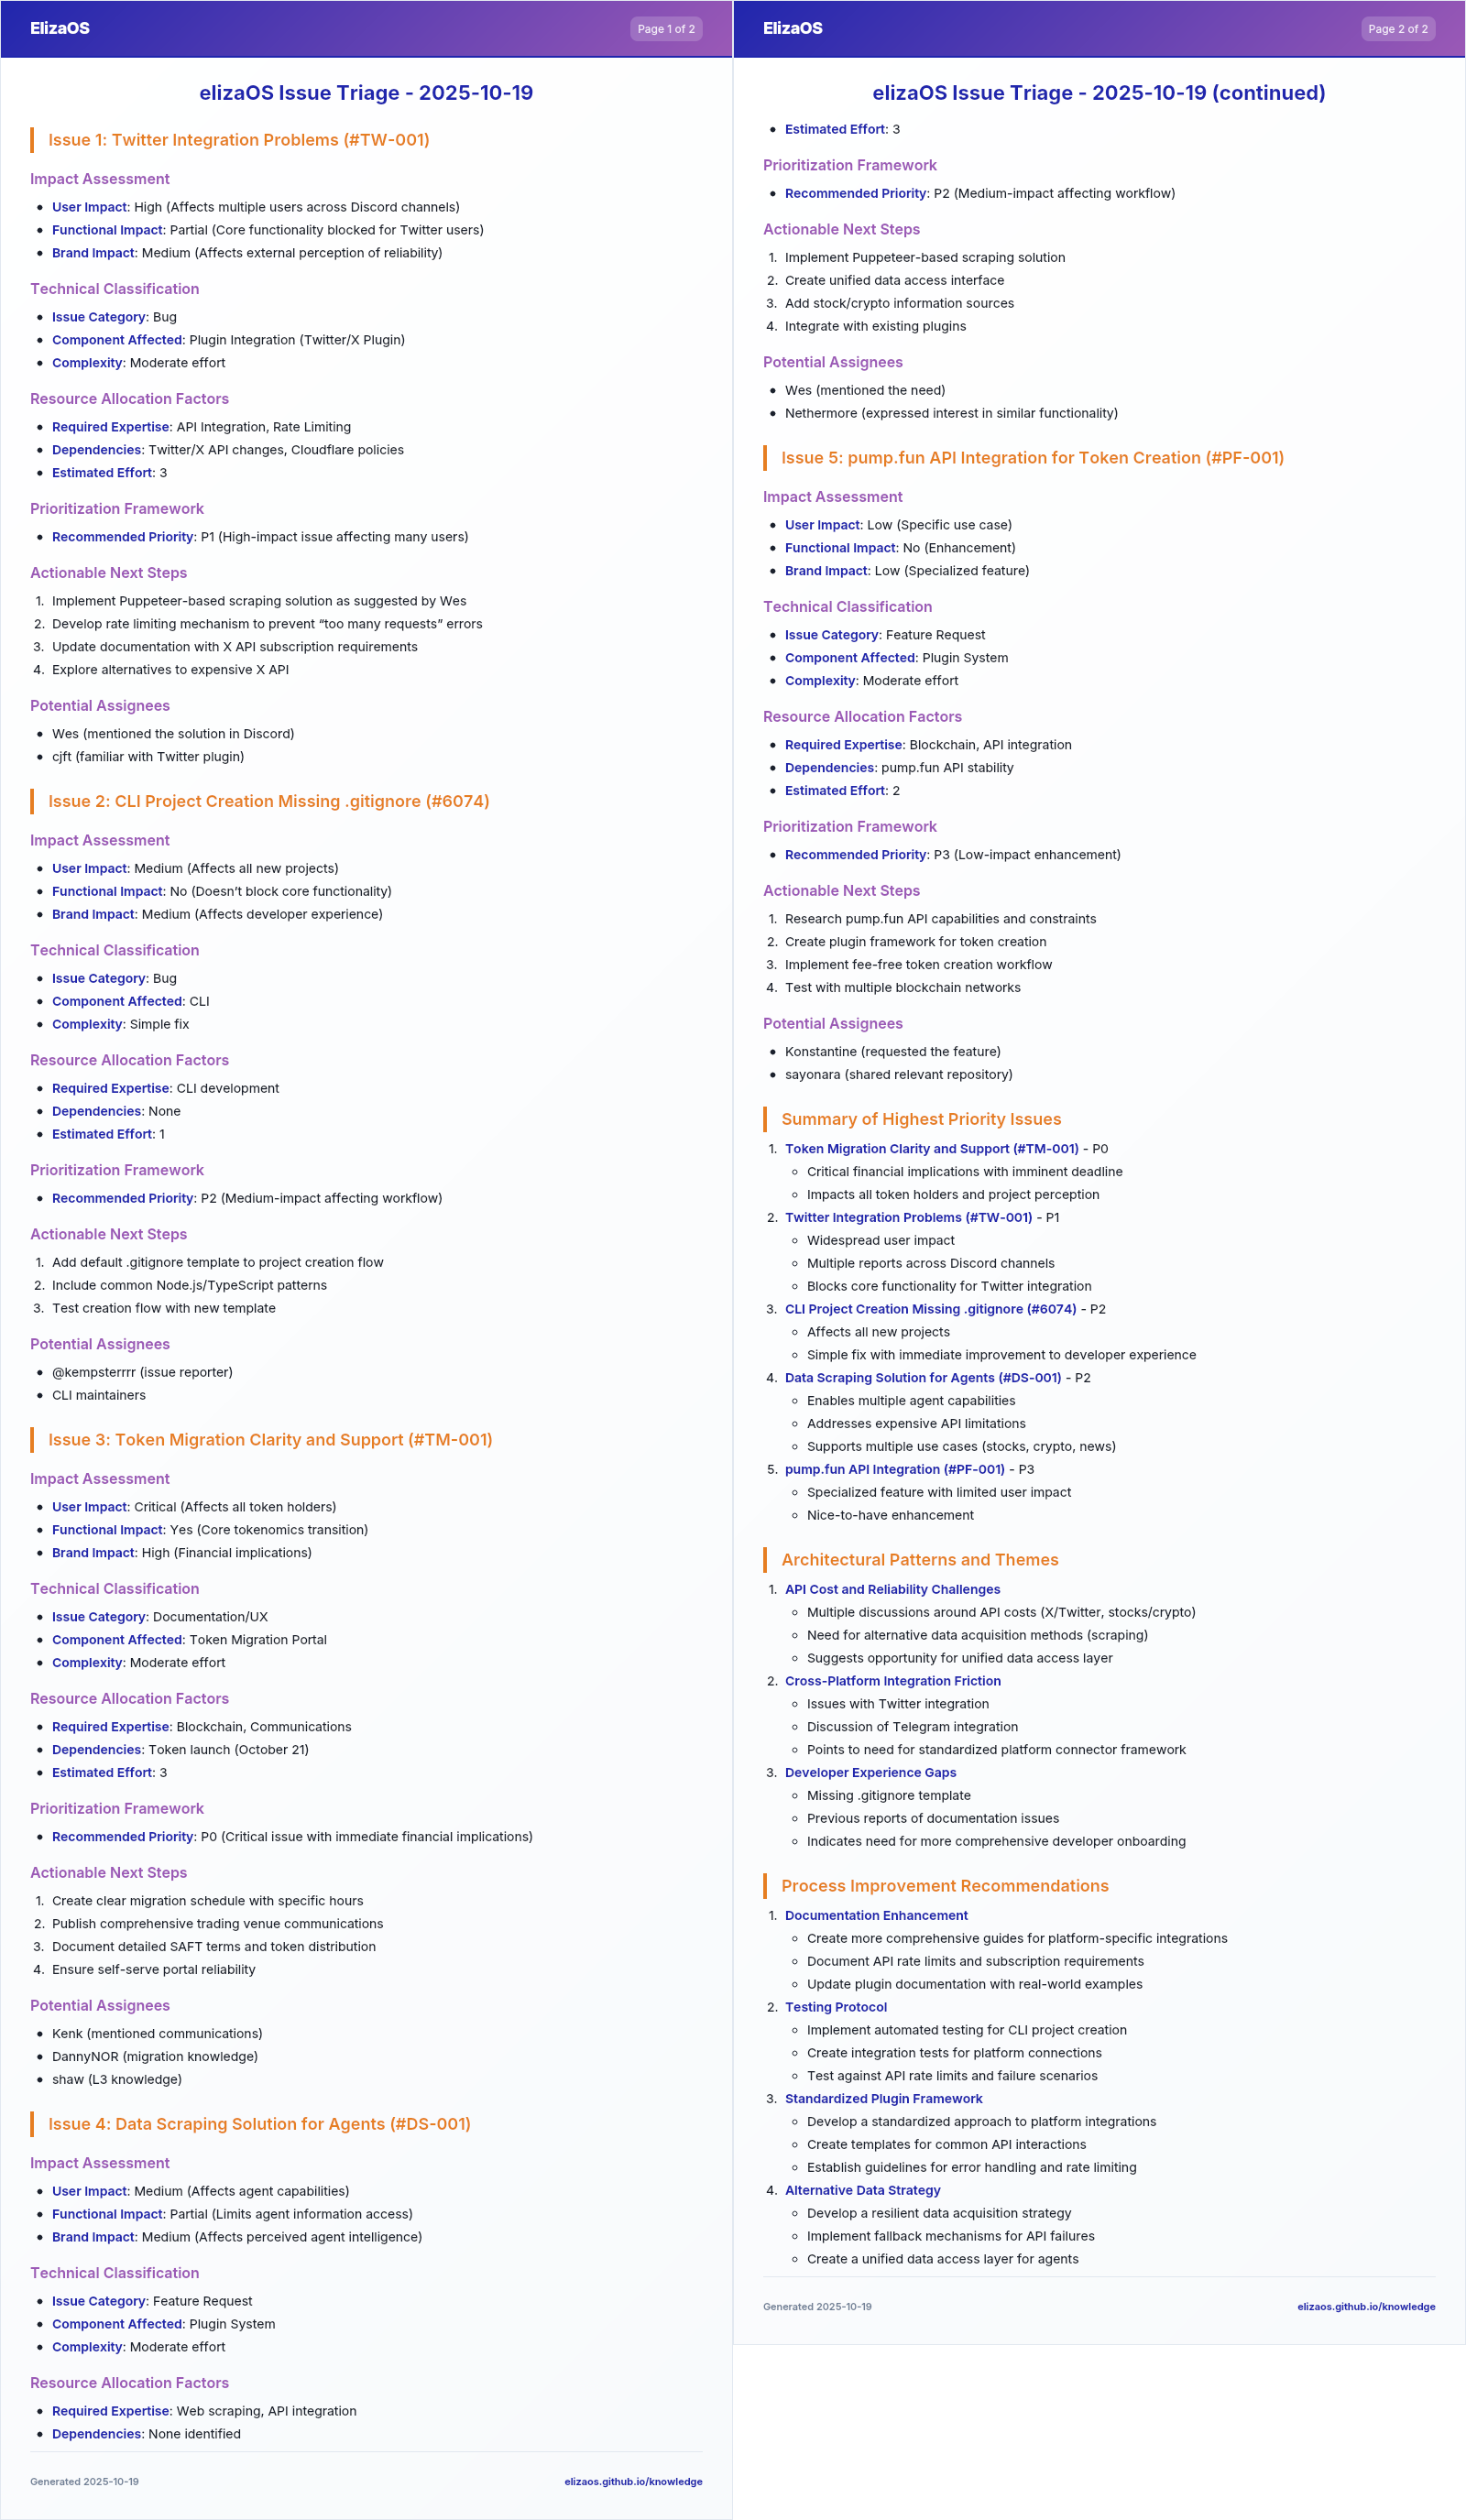 ElizaOS
Page 1 of 2
elizaOS Issue Triage - 2025-10-19
Issue 1: Twitter Integration Problems (#TW-001)
Impact Assessment
• User Impact: High (Affects multiple users across Discord channels)
• Functional Impact: Partial (Core functionality blocked for Twitter users)
• Brand Impact: Medium (Affects external perception of reliability)
Technical Classification
• Issue Category: Bug
• Component Affected: Plugin Integration (Twitter/X Plugin)
• Complexity: Moderate effort
Resource Allocation Factors
• Required Expertise: API Integration, Rate Limiting
• Dependencies: Twitter/X API changes, Cloudflare policies
• Estimated Effort: 3
Prioritization Framework
• Recommended Priority: P1 (High-impact issue affecting many users)
Actionable Next Steps
1. Implement Puppeteer-based scraping solution as suggested by Wes
2. Develop rate limiting mechanism to prevent “too many requests” errors
3. Update documentation with X API subscription requirements
4. Explore alternatives to expensive X API
Potential Assignees
• Wes (mentioned the solution in Discord)
• cjft (familiar with Twitter plugin)
Issue 2: CLI Project Creation Missing .gitignore (#6074)
Impact Assessment
• User Impact: Medium (Affects all new projects)
• Functional Impact: No (Doesn’t block core functionality)
• Brand Impact: Medium (Affects developer experience)
Technical Classification
• Issue Category: Bug
• Component Affected: CLI
• Complexity: Simple fix
Resource Allocation Factors
• Required Expertise: CLI development
• Dependencies: None
• Estimated Effort: 1
Prioritization Framework
• Recommended Priority: P2 (Medium-impact affecting workflow)
Actionable Next Steps
1. Add default .gitignore template to project creation flow
2. Include common Node.js/TypeScript patterns
3. Test creation flow with new template
Potential Assignees
• @kempsterrrr (issue reporter)
• CLI maintainers
Issue 3: Token Migration Clarity and Support (#TM-001)
Impact Assessment
• User Impact: Critical (Affects all token holders)
• Functional Impact: Yes (Core tokenomics transition)
• Brand Impact: High (Financial implications)
Technical Classification
• Issue Category: Documentation/UX
• Component Affected: Token Migration Portal
• Complexity: Moderate effort
Resource Allocation Factors
• Required Expertise: Blockchain, Communications
• Dependencies: Token launch (October 21)
• Estimated Effort: 3
Prioritization Framework
• Recommended Priority: P0 (Critical issue with immediate financial implications)
Actionable Next Steps
1. Create clear migration schedule with specific hours
2. Publish comprehensive trading venue communications
3. Document detailed SAFT terms and token distribution
4. Ensure self-serve portal reliability
Potential Assignees
• Kenk (mentioned communications)
• DannyNOR (migration knowledge)
• shaw (L3 knowledge)
Issue 4: Data Scraping Solution for Agents (#DS-001)
Impact Assessment
• User Impact: Medium (Affects agent capabilities)
• Functional Impact: Partial (Limits agent information access)
• Brand Impact: Medium (Affects perceived agent intelligence)
Technical Classification
• Issue Category: Feature Request
• Component Affected: Plugin System
• Complexity: Moderate effort
Resource Allocation Factors
• Required Expertise: Web scraping, API integration
• Dependencies: None identified
Generated 2025-10-19
elizaos.github.io/knowledge
ElizaOS
Page 2 of 2
elizaOS Issue Triage - 2025-10-19 (continued)
• Estimated Effort: 3
Prioritization Framework
• Recommended Priority: P2 (Medium-impact affecting workflow)
Actionable Next Steps
1. Implement Puppeteer-based scraping solution
2. Create unified data access interface
3. Add stock/crypto information sources
4. Integrate with existing plugins
Potential Assignees
• Wes (mentioned the need)
• Nethermore (expressed interest in similar functionality)
Issue 5: pump.fun API Integration for Token Creation (#PF-001)
Impact Assessment
• User Impact: Low (Specific use case)
• Functional Impact: No (Enhancement)
• Brand Impact: Low (Specialized feature)
Technical Classification
• Issue Category: Feature Request
• Component Affected: Plugin System
• Complexity: Moderate effort
Resource Allocation Factors
• Required Expertise: Blockchain, API integration
• Dependencies: pump.fun API stability
• Estimated Effort: 2
Prioritization Framework
• Recommended Priority: P3 (Low-impact enhancement)
Actionable Next Steps
1. Research pump.fun API capabilities and constraints
2. Create plugin framework for token creation
3. Implement fee-free token creation workflow
4. Test with multiple blockchain networks
Potential Assignees
• Konstantine (requested the feature)
• sayonara (shared relevant repository)
Summary of Highest Priority Issues
1. Token Migration Clarity and Support (#TM-001) - P0
◦ Critical financial implications with imminent deadline
◦ Impacts all token holders and project perception
2. Twitter Integration Problems (#TW-001) - P1
◦ Widespread user impact
◦ Multiple reports across Discord channels
◦ Blocks core functionality for Twitter integration
3. CLI Project Creation Missing .gitignore (#6074) - P2
◦ Affects all new projects
◦ Simple fix with immediate improvement to developer experience
4. Data Scraping Solution for Agents (#DS-001) - P2
◦ Enables multiple agent capabilities
◦ Addresses expensive API limitations
◦ Supports multiple use cases (stocks, crypto, news)
5. pump.fun API Integration (#PF-001) - P3
◦ Specialized feature with limited user impact
◦ Nice-to-have enhancement
Architectural Patterns and Themes
1. API Cost and Reliability Challenges
◦ Multiple discussions around API costs (X/Twitter, stocks/crypto)
◦ Need for alternative data acquisition methods (scraping)
◦ Suggests opportunity for unified data access layer
2. Cross-Platform Integration Friction
◦ Issues with Twitter integration
◦ Discussion of Telegram integration
◦ Points to need for standardized platform connector framework
3. Developer Experience Gaps
◦ Missing .gitignore template
◦ Previous reports of documentation issues
◦ Indicates need for more comprehensive developer onboarding
Process Improvement Recommendations
1. Documentation Enhancement
◦ Create more comprehensive guides for platform-specific integrations
◦ Document API rate limits and subscription requirements
◦ Update plugin documentation with real-world examples
2. Testing Protocol
◦ Implement automated testing for CLI project creation
◦ Create integration tests for platform connections
◦ Test against API rate limits and failure scenarios
3. Standardized Plugin Framework
◦ Develop a standardized approach to platform integrations
◦ Create templates for common API interactions
◦ Establish guidelines for error handling and rate limiting
4. Alternative Data Strategy
◦ Develop a resilient data acquisition strategy
◦ Implement fallback mechanisms for API failures
◦ Create a unified data access layer for agents
Generated 2025-10-19
elizaos.github.io/knowledge